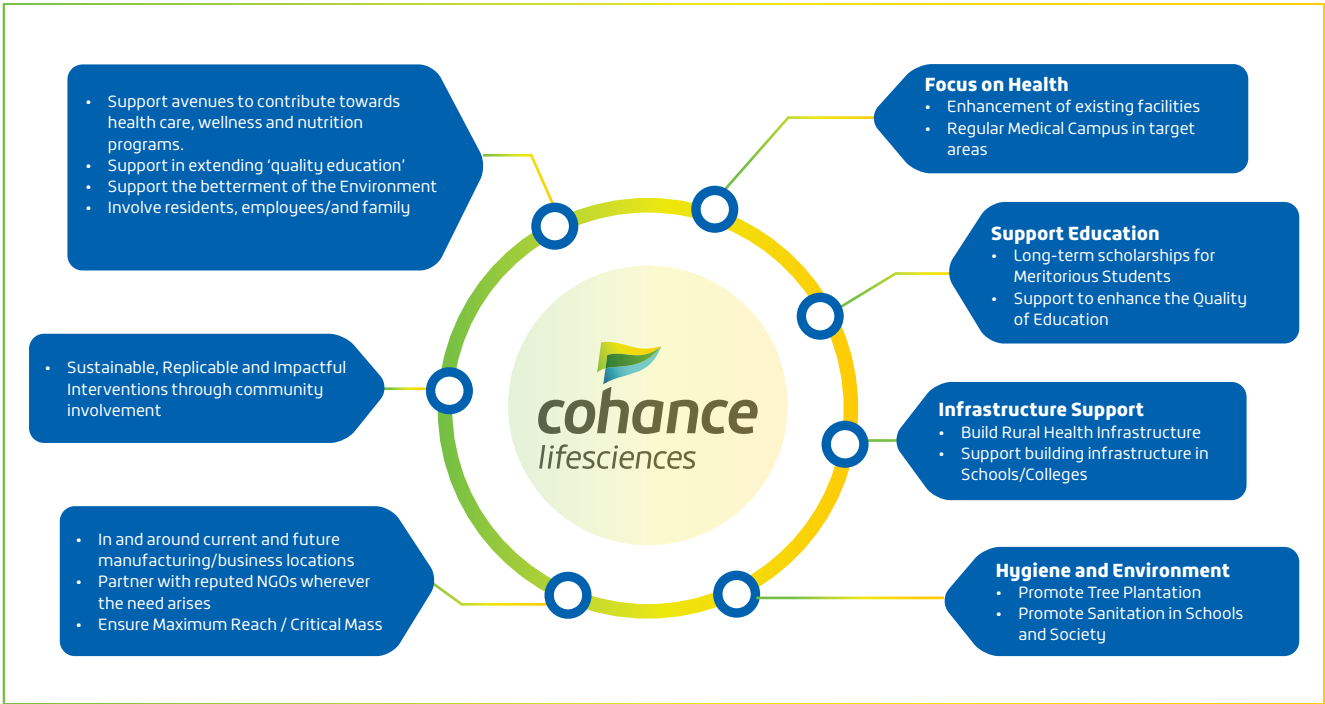 • Support avenues to contribute towards
health care, wellness and nutrition
programs.
• Support in extending ‘quality education’
• Support the betterment of the Environment
• Involve residents, employees/and family
• Sustainable, Replicable and Impactful
Interventions through community
involvement
• In and around current and future
manufacturing/business locations
• Partner with reputed NGOs wherever
the need arises
• Ensure Maximum Reach / Critical Mass
cohance
lifesciences
Focus on Health
• Enhancement of existing facilities
• Regular Medical Campus in target
areas
Support Education
• Long-term scholarships for
Meritorious Students
• Support to enhance the Quality
of Education
Infrastructure Support
• Build Rural Health Infrastructure
• Support building infrastructure in
Schools/Colleges
Hygiene and Environment
• Promote Tree Plantation
• Promote Sanitation in Schools
and Society